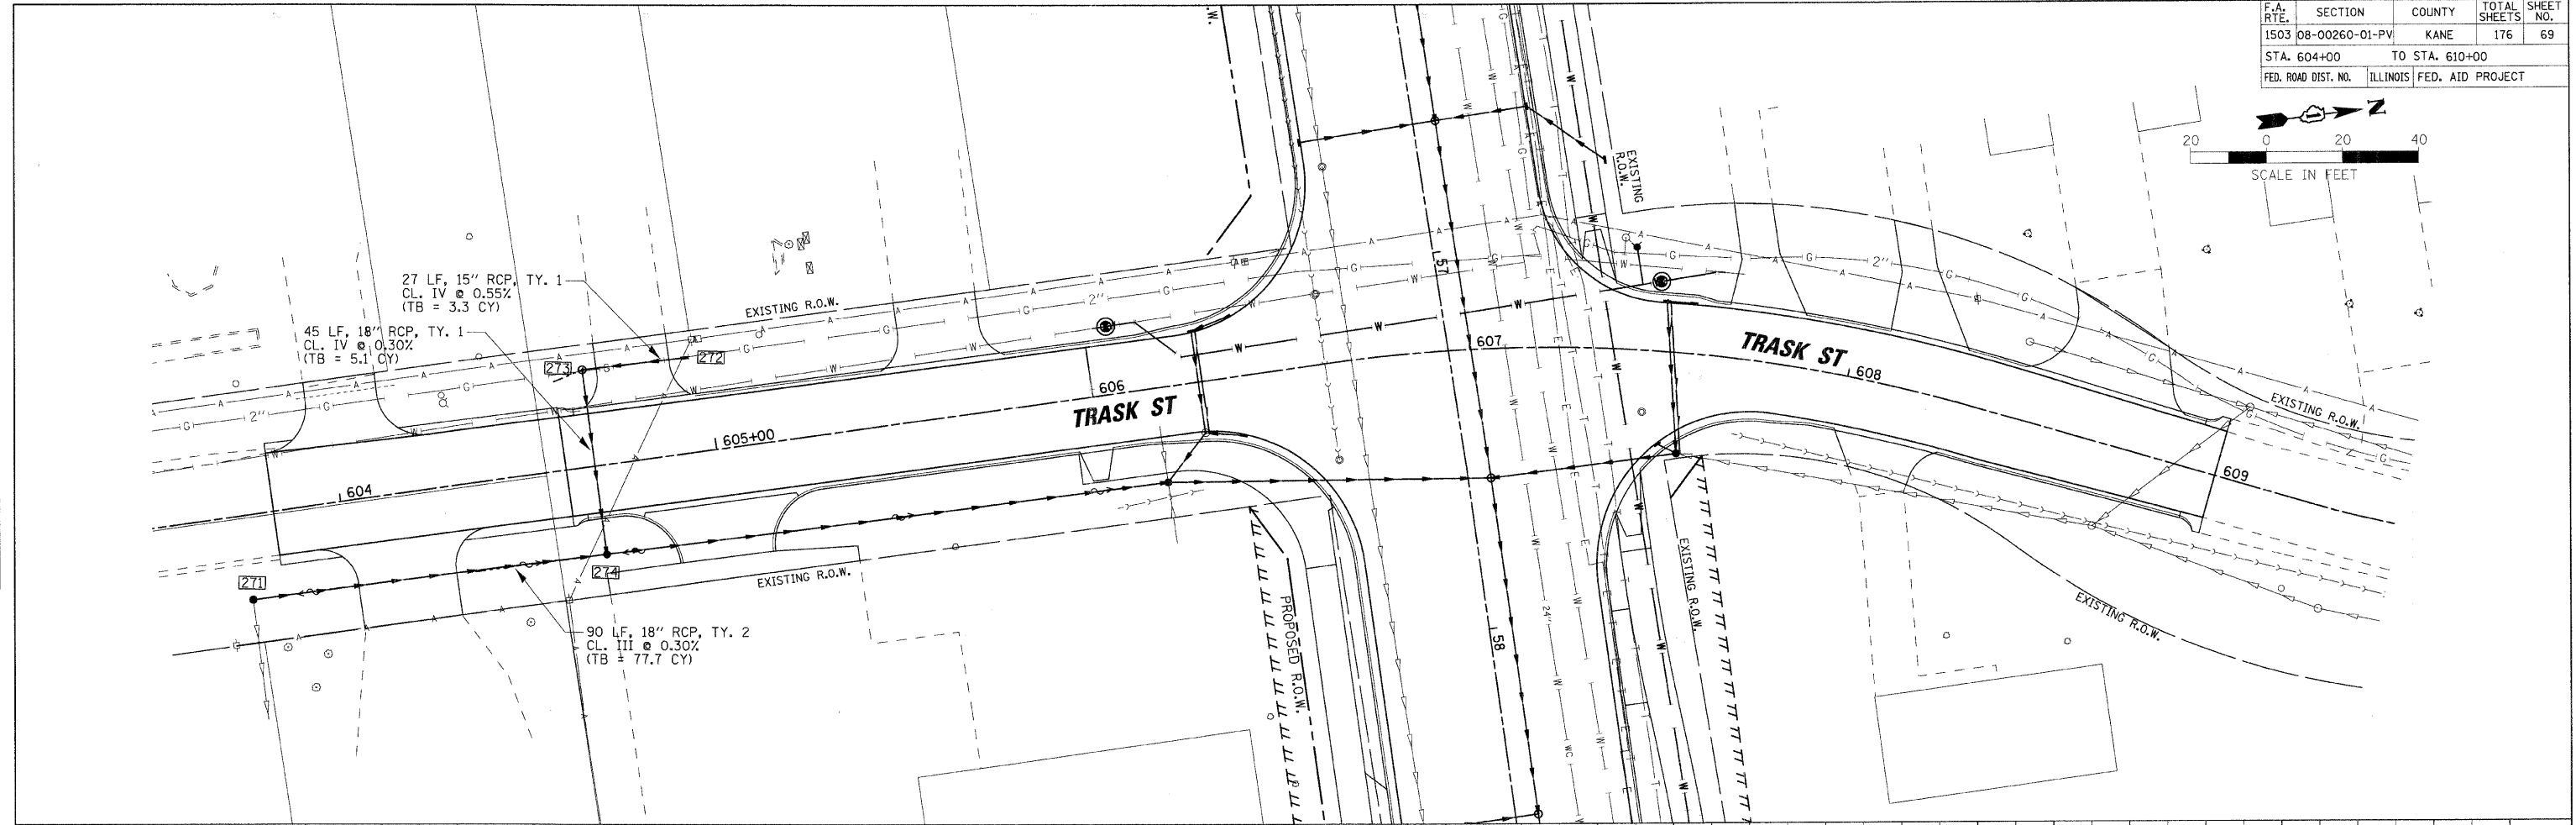 F.A. RTE. SECTION COUNTY TOTAL SHEETS SHEET NO.
1503 08-00260-01-PV KANE 176 69
STA. 604+00 TO STA. 610+00
FED. ROAD DIST. NO. ILLINOIS FED. AID PROJECT
N
20 0 20 40
SCALE IN FEET
EXISTING
R.O.W.
27 LF, 15" RCP, TY. 1
CL. IV @ 0.55%
(TB = 3.3 CY)
45 LF, 18" RCP, TY. 1
CL. IV @ 0.30%
(TB = 5.1 CY)
EXISTING R.O.W.
2"
2"
2"
272
273
57
607
606
TRASK ST
TRASK ST
608
605+00
604
609
EXISTING R.O.W.
271
274
EXISTING R.O.W.
90 LF, 18" RCP, TY. 2
CL. III @ 0.30%
(TB = 77.7 CY)
PROPOSED R.O.W.
58
24"
WC
EXISTING R.O.W.
EXISTING R.O.W.